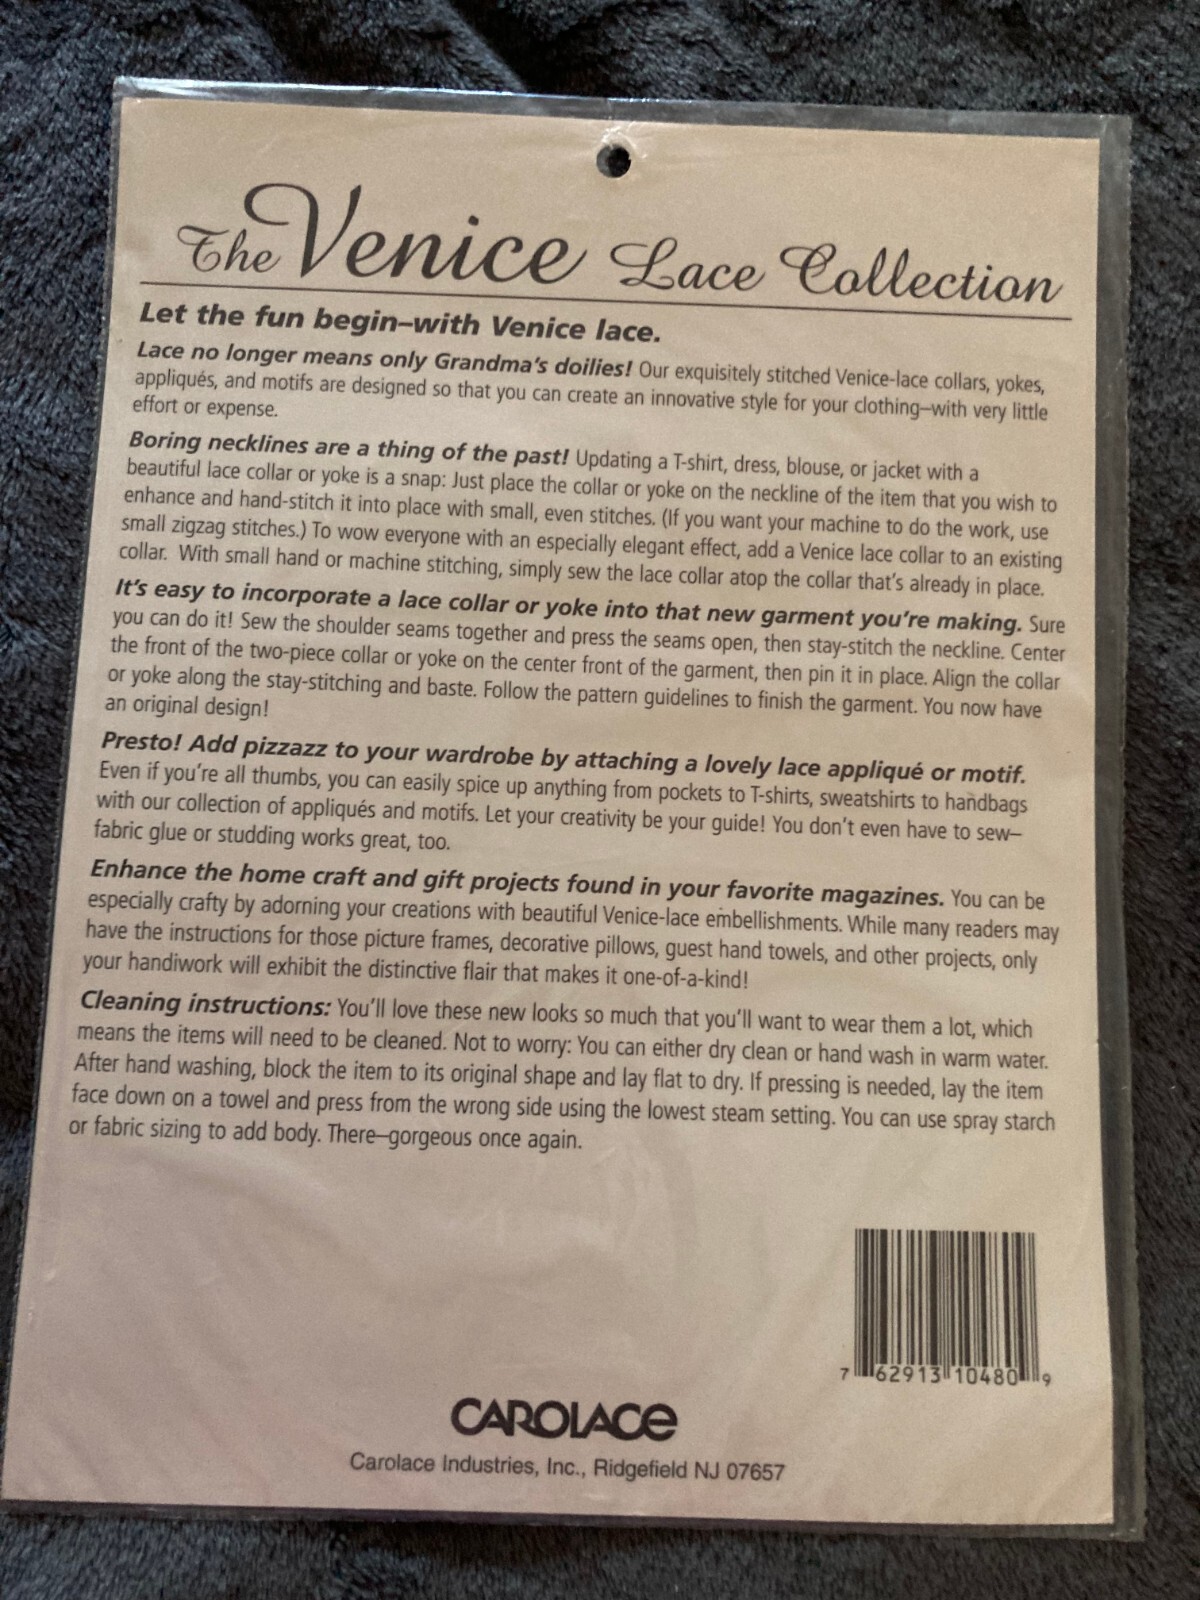 The Venice Lace Collection
Let the fun begin–with Venice lace.
Lace no longer means only Grandma's doilies! Our exquisitely stitched Venice-lace collars, yokes,
appliqués, and motifs are designed so that you can create an innovative style for your clothing–with very little
effort or expense.
Boring necklines are a thing of the past! Updating a T-shirt, dress, blouse, or jacket with a
beautiful lace collar or yoke is a snap: Just place the collar or yoke on the neckline of the item that you wish to
enhance and hand-stitch it into place with small, even stitches. (If you want your machine to do the work, use
small zigzag stitches.) To wow everyone with an especially elegant effect, add a Venice lace collar to an existing
collar. With small hand or machine stitching, simply sew the lace collar atop the collar that's already in place.
It's easy to incorporate a lace collar or yoke into that new garment you're making. Sure
you can do it! Sew the shoulder seams together and press the seams open, then stay-stitch the neckline. Center
the front of the two-piece collar or yoke on the center front of the garment, then pin it in place. Align the collar
or yoke along the stay-stitching and baste. Follow the pattern guidelines to finish the garment. You now have
an original design!
Presto! Add pizzazz to your wardrobe by attaching a lovely lace appliqué or motif.
Even if you're all thumbs, you can easily spice up anything from pockets to T-shirts, sweatshirts to handbags
with our collection of appliqués and motifs. Let your creativity be your guide! You don't even have to sew–
fabric glue or studding works great, too.
Enhance the home craft and gift projects found in your favorite magazines. You can be
especially crafty by adorning your creations with beautiful Venice-lace embellishments. While many readers may
have the instructions for those picture frames, decorative pillows, guest hand towels, and other projects, only
your handiwork will exhibit the distinctive flair that makes it one-of-a-kind!
Cleaning instructions: You'll love these new looks so much that you'll want to wear them a lot, which
means the items will need to be cleaned. Not to worry: You can either dry clean or hand wash in warm water.
After hand washing, block the item to its original shape and lay flat to dry. If pressing is needed, lay the item
face down on a towel and press from the wrong side using the lowest steam setting. You can use spray starch
or fabric sizing to add body. There–gorgeous once again.
7 62913 10480 9
CAROLACE
Carolace Industries, Inc., Ridgefield NJ 07657